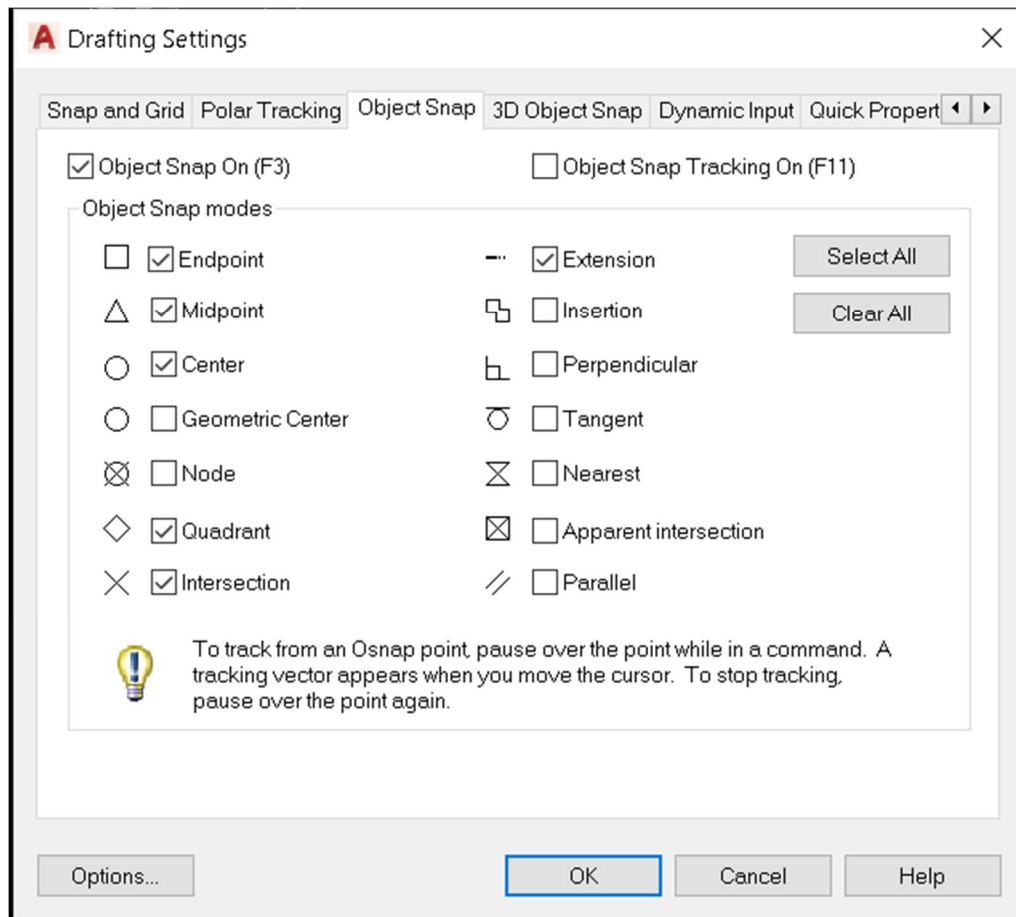 Drafting Settings
Snap and Grid Polar Tracking Object Snap 3D Object Snap Dynamic Input Quick Propert
Object Snap On (F3) Object Snap Tracking On (F11)
Object Snap modes
Endpoint Extension Select All
Midpoint Insertion Clear All
Center Perpendicular
Geometric Center Tangent
Node Nearest
Quadrant Apparent intersection
Intersection Parallel
To track from an Osnap point, pause over the point while in a command. A
tracking vector appears when you move the cursor. To stop tracking,
pause over the point again.
Options... OK Cancel Help